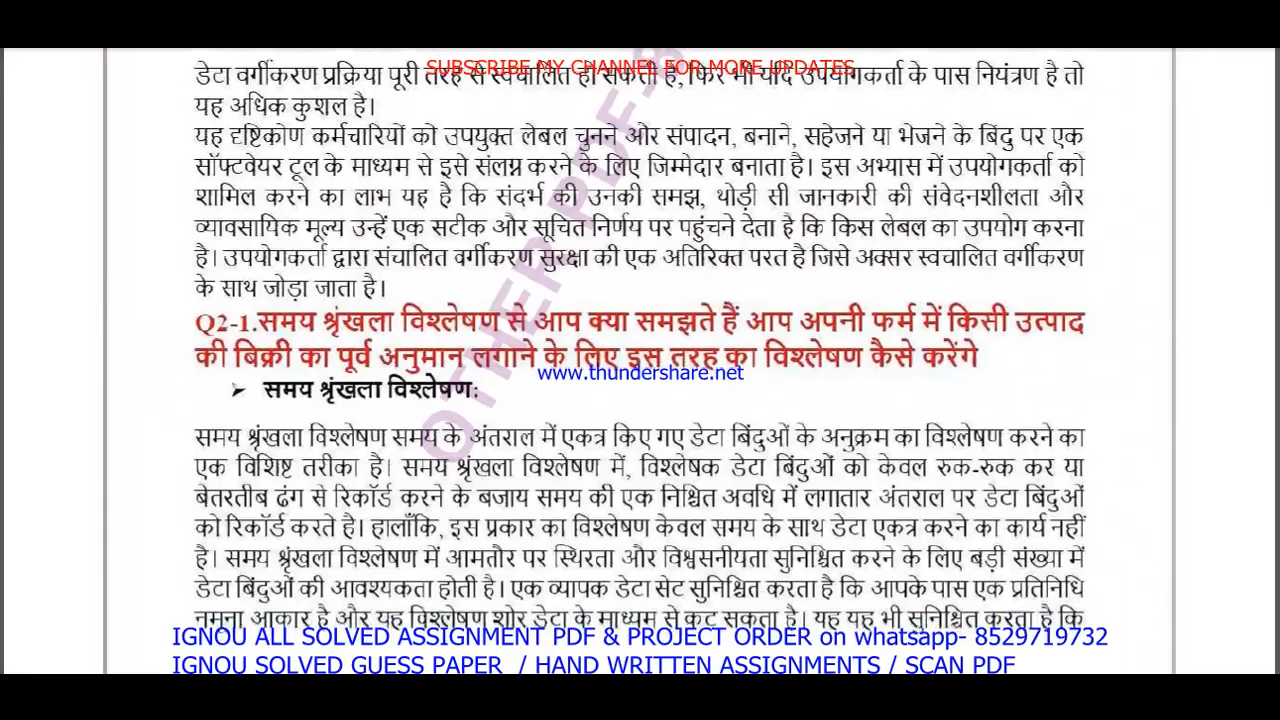 SUBSCRIBE MY CHANNEL FOR MORE UPDATES
डेटा वर्गीकरण प्रक्रिया पूरी तरह से स्वचालित हो सकती है, फिर भी यदि उपयोगकर्ता के पास नियंत्रण है तो
यह अधिक कुशल है।
यह दृष्टिकोण कर्मचारियों को उपयुक्त लेबल चुनने और संपादन, बनाने, सहेजने या भेजने के बिंदु पर एक
सॉफ्टवेयर टूल के माध्यम से इसे संलग्न करने के लिए जिम्मेदार बनाता है। इस अभ्यास में उपयोगकर्ता को
शामिल करने का लाभ यह है कि संदर्भ की उनकी समझ, थोड़ी सी जानकारी की संवेदनशीलता और
व्यावसायिक मूल्य उन्हें एक सटीक और सूचित निर्णय पर पहुंचने देता है कि किस लेबल का उपयोग करना
है। उपयोगकर्ता द्वारा संचालित वर्गीकरण सुरक्षा की एक अतिरिक्त परत है जिसे अक्सर स्वचालित वर्गीकरण
के साथ जोड़ा जाता है।
Q2-1.समय श्रृंखला विश्लेषण से आप क्या समझते हैं आप अपनी फर्म में किसी उत्पाद
की बिक्री का पूर्व अनुमान लगाने के लिए इस तरह का विश्लेषण कैसे करेंगे
www.thundershare.net
➢ समय श्रृंखला विश्लेषण:
समय श्रृंखला विश्लेषण समय के अंतराल में एकत्र किए गए डेटा बिंदुओं के अनुक्रम का विश्लेषण करने का
एक विशिष्ट तरीका है। समय श्रृंखला विश्लेषण में, विश्लेषक डेटा बिंदुओं को केवल रुक-रुक कर या
बेतरतीब ढंग से रिकॉर्ड करने के बजाय समय की एक निश्चित अवधि में लगातार अंतराल पर डेटा बिंदुओं
को रिकॉर्ड करते है। हालाँकि, इस प्रकार का विश्लेषण केवल समय के साथ डेटा एकत्र करने का कार्य नहीं
है। समय श्रृंखला विश्लेषण में आमतौर पर स्थिरता और विश्वसनीयता सुनिश्चित करने के लिए बड़ी संख्या में
डेटा बिंदुओं की आवश्यकता होती है। एक व्यापक डेटा सेट सुनिश्चित करता है कि आपके पास एक प्रतिनिधि
नमूना आकार है और यह विश्लेषण शोर डेटा के माध्यम से कट सकता है। यह यह भी सुनिश्चित करता है कि
IGNOU ALL SOLVED ASSIGNMENT PDF & PROJECT ORDER on whatsapp- 8529719732
IGNOU SOLVED GUESS PAPER / HAND WRITTEN ASSIGNMENTS / SCAN PDF
OTHER PDF